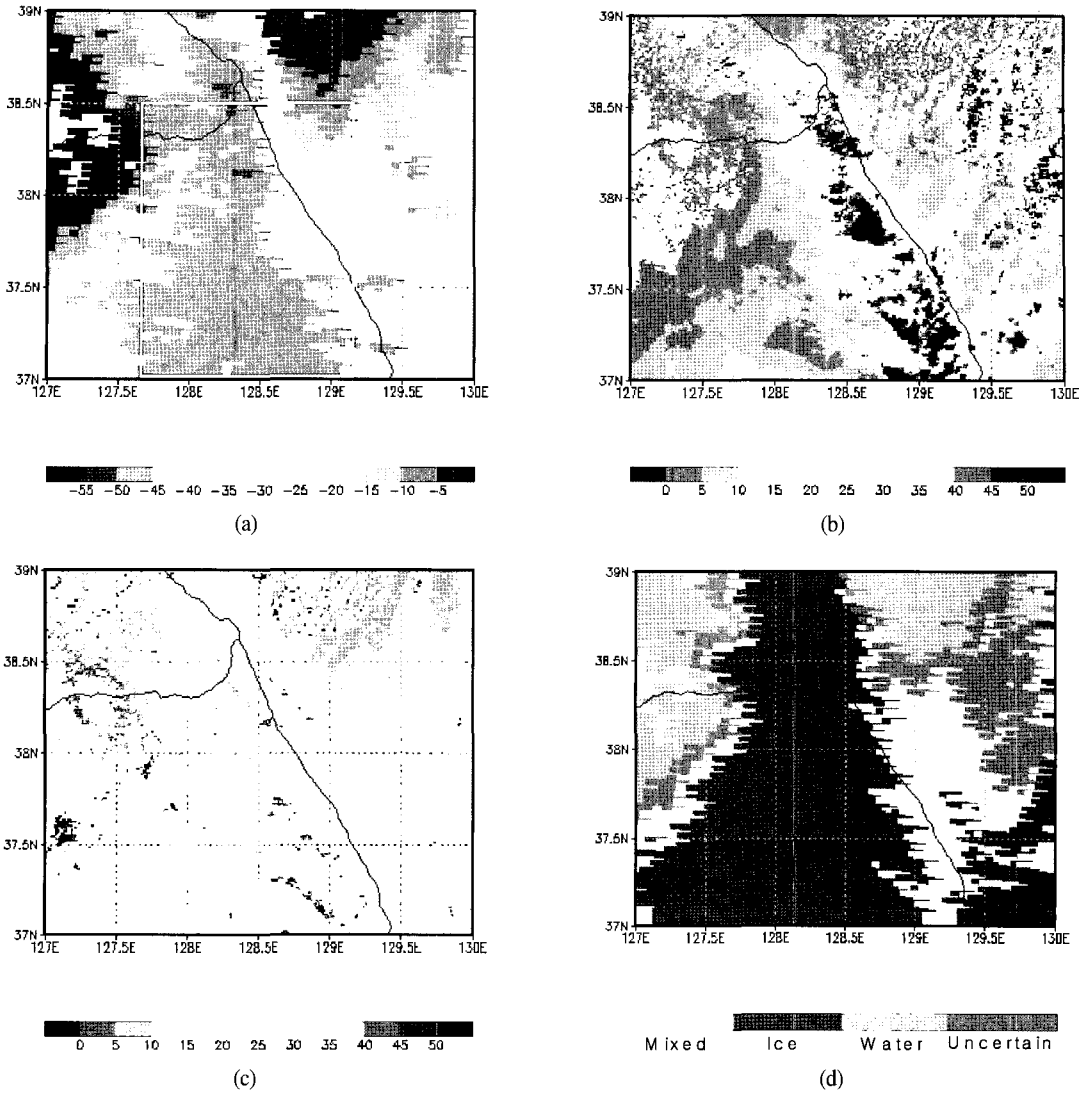 39N
38.5N
38N
37.5N
37N
127E 127.5E 128E 128.5E 129E 129.5E 130E
-55 -50 -45 -40 -35 -30 -25 -20 -15 -10 -5
(a)
39N
38.5N
38N
37.5N
37N
127E 127.5E 128E 128.5E 129E 129.5E 130E
0 5 10 15 20 25 30 35 40 45 50
(b)
39N
38.5N
38N
37.5N
37N
127E 127.5E 128E 128.5E 129E 129.5E 130E
0 5 10 15 20 25 30 35 40 45 50
(c)
39N
38.5N
38N
37.5N
37N
127E 127.5E 128E 128.5E 129E 129.5E 130E
Mixed Ice Water Uncertain
(d)